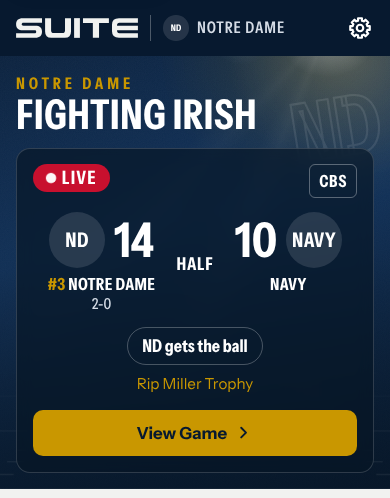 SUITE
ND
NOTRE DAME
NOTRE DAME
FIGHTING IRISH
ND
LIVE
CBS
ND
14
HALF
10
NAVY
#3 NOTRE DAME
NAVY
2-0
ND gets the ball
Rip Miller Trophy
View Game